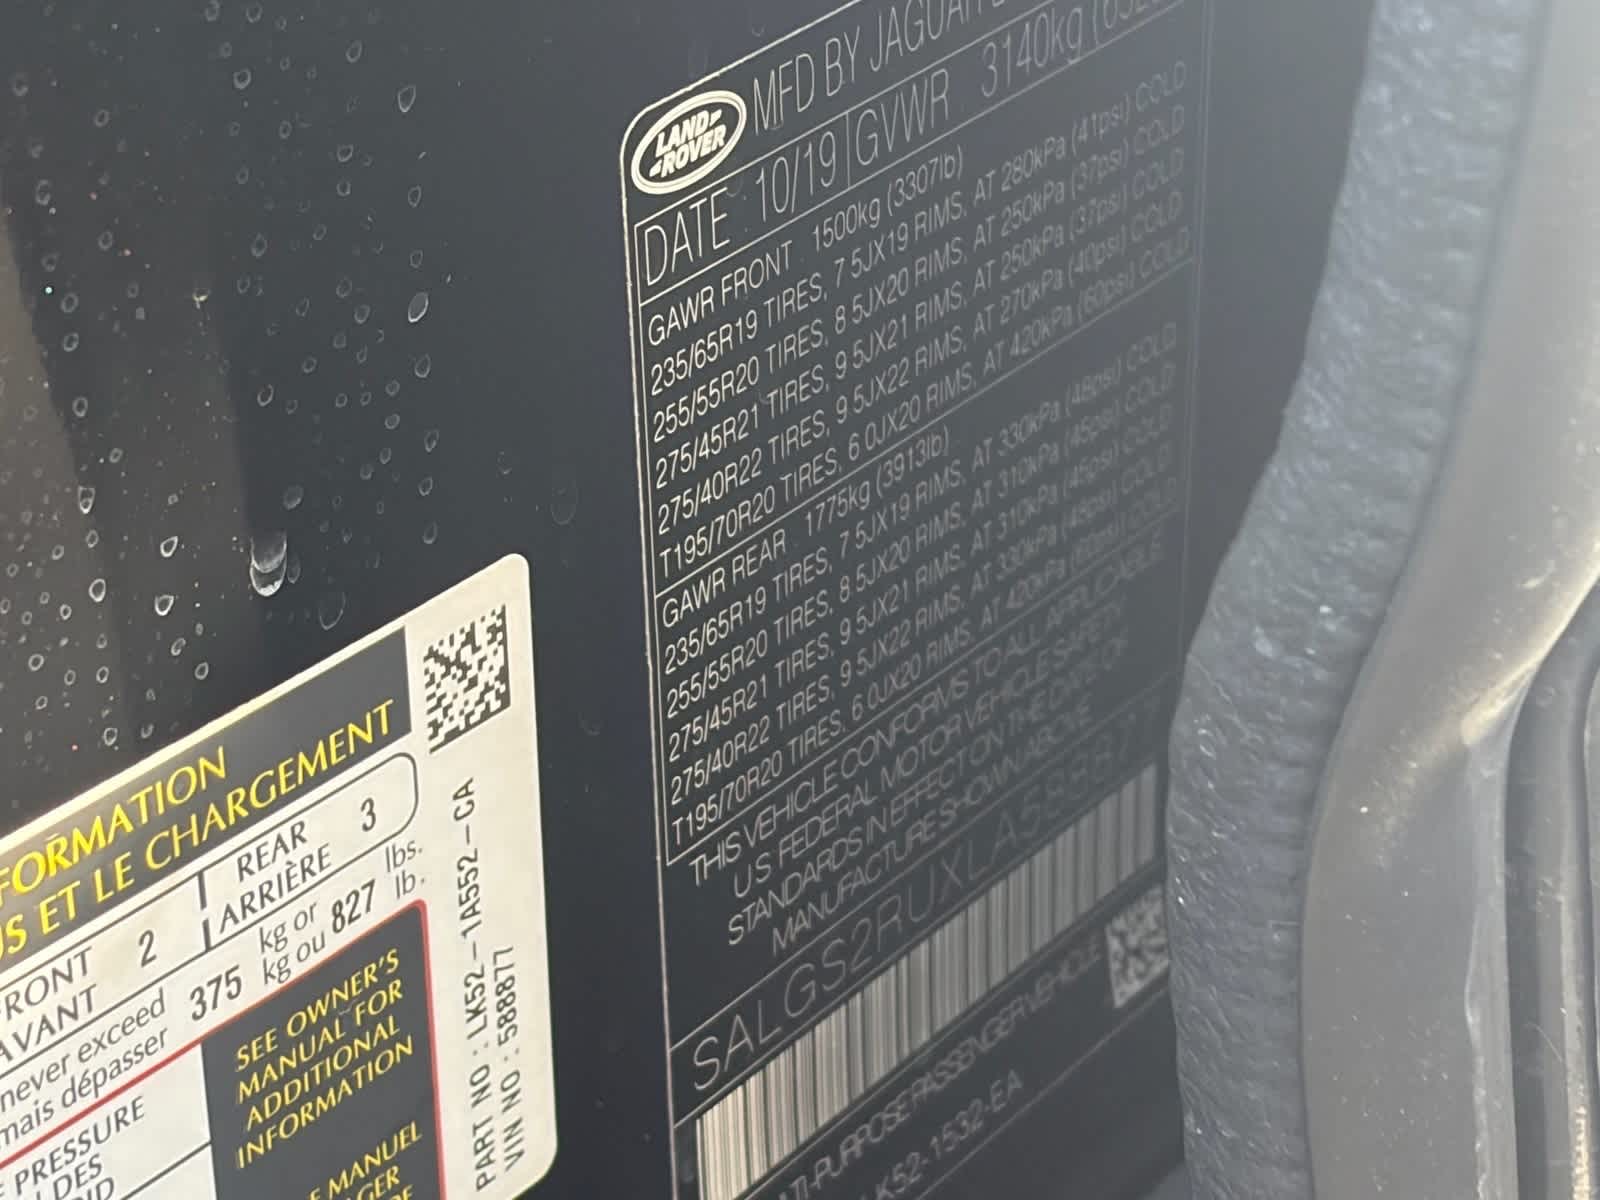 LAND
ROVER
MFD BY JAGUAR
DATE : 10/19 GVWR : 3140kg
GAWR FRONT : 1500kg (3307lb)
235/65R19 TIRES, 7 5JX19 RIMS, AT 280kPa (41psi) COLD
255/55R20 TIRES, 8 5JX20 RIMS, AT 250kPa (37psi) COLD
275/45R21 TIRES, 9 5JX21 RIMS, AT 250kPa (37psi) COLD
275/40R22 TIRES, 9 5JX22 RIMS, AT 270kPa (40psi) COLD
T195/70R20 TIRES, 6 0JX20 RIMS, AT 420kPa (60psi) COLD
GAWR REAR : 1775kg (3913lb)
235/65R19 TIRES, 7 5JX19 RIMS, AT 330kPa (48psi) COLD
255/55R20 TIRES, 8 5JX20 RIMS, AT 310kPa (45psi) COLD
275/45R21 TIRES, 9 5JX21 RIMS, AT 310kPa (45psi) COLD
275/40R22 TIRES, 9 5JX22 RIMS, AT 330kPa (48psi) COLD
T195/70R20 TIRES, 6 0JX20 RIMS, AT 420kPa (60psi) COLD
THIS VEHICLE CONFORMS TO ALL APPLICABLE
U S FEDERAL MOTOR VEHICLE SAFETY
STANDARDS IN EFFECT ON THE DATE OF
MANUFACTURE SHOWN ABOVE
SALGS2RUXLA5888
PASSENGER VEHICLE
LK52-1532-EA
FORMATION
ET LE CHARGEMENT
FRONT 2 REAR 3
AVANT ARRIÈRE
never exceed 375 kg or 827 lbs.
mais dépasser kg ou lb.
SEE OWNER'S
MANUAL FOR
ADDITIONAL
INFORMATION
PRESSURE
DES
MANUEL
PART NO : LK52-1A552-CA
VIN NO : 588877